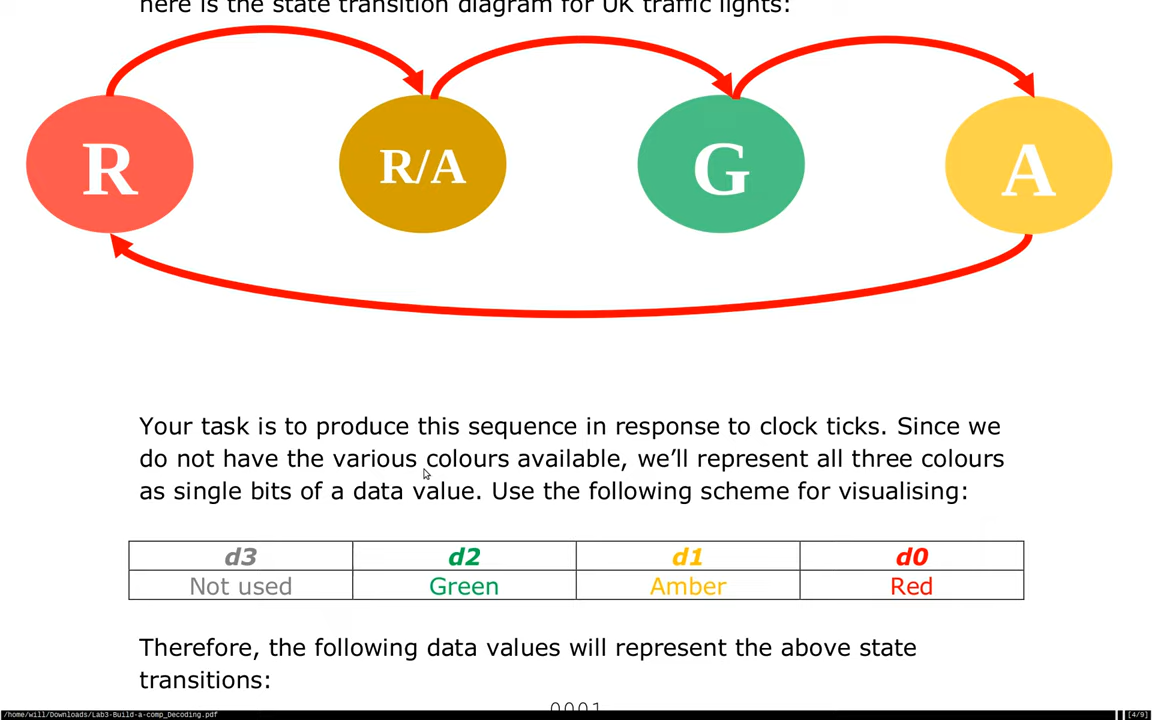 here is the state transition diagram for UK traffic lights:
R
R/A
G
A
Your task is to produce this sequence in response to clock ticks. Since we
do not have the various colours available, we’ll represent all three colours
as single bits of a data value. Use the following scheme for visualising:
d3 d2 d1 d0
Not used Green Amber Red
Therefore, the following data values will represent the above state
transitions:
0001
/home/will/Downloads/Lab3-Build-a-comp_Decoding.pdf [4/9]